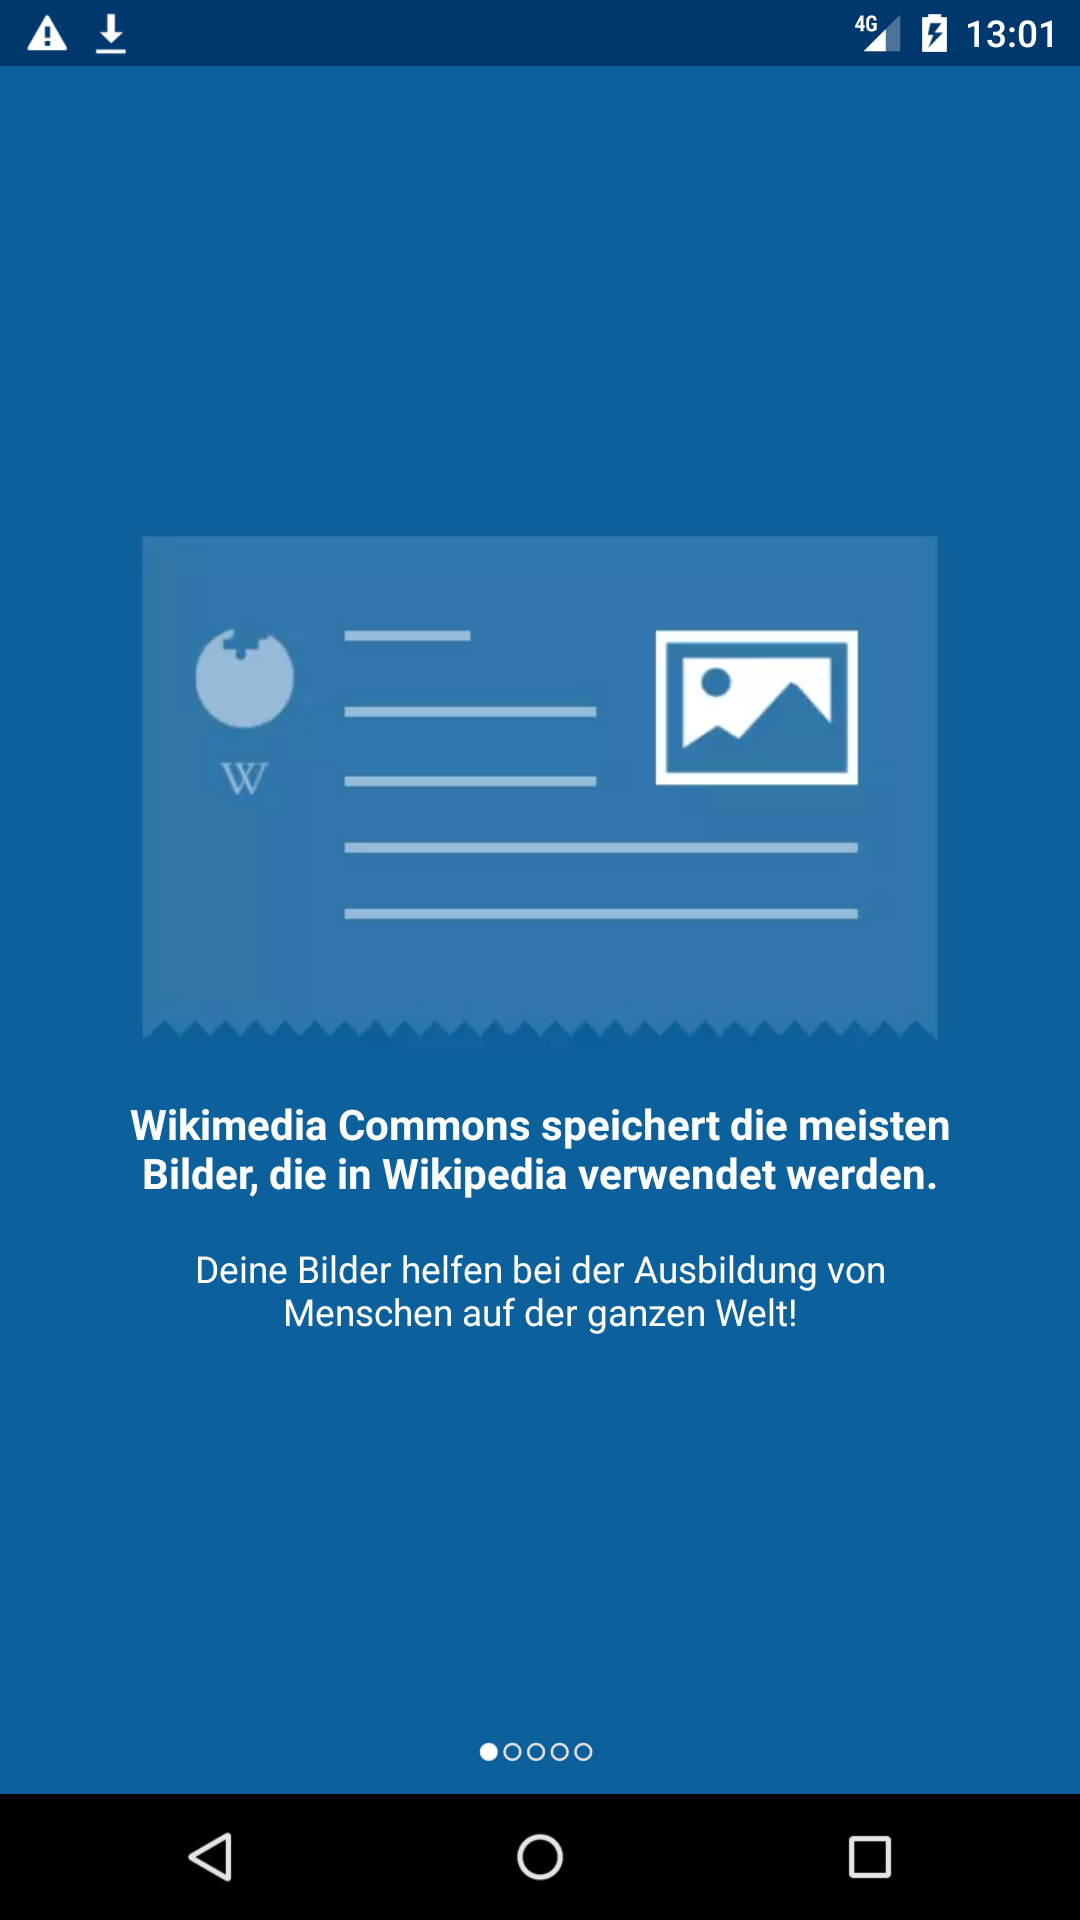 4G 13:01
W
Wikimedia Commons speichert die meisten
Bilder, die in Wikipedia verwendet werden.
Deine Bilder helfen bei der Ausbildung von
Menschen auf der ganzen Welt!